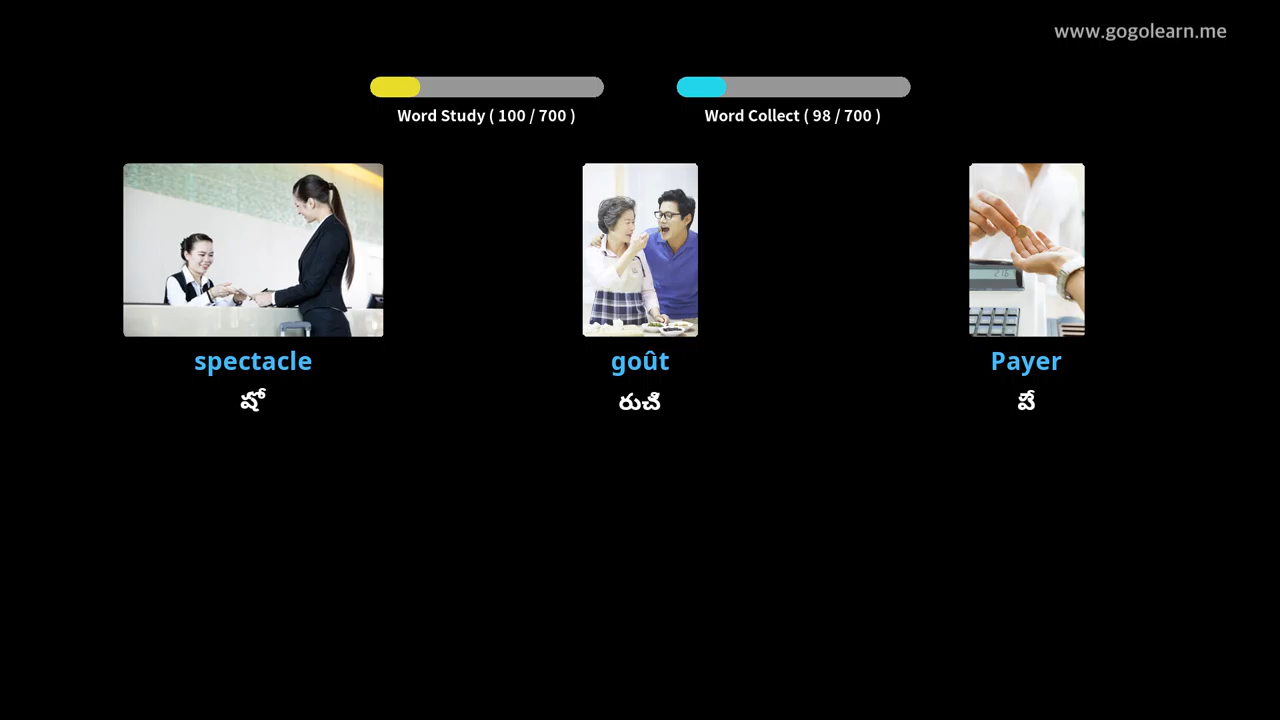 www.gogolearn.me
Word Study ( 100 / 700 )
Word Collect ( 98 / 700 )
spectacle
goût
Payer
షో
రుచి
పే